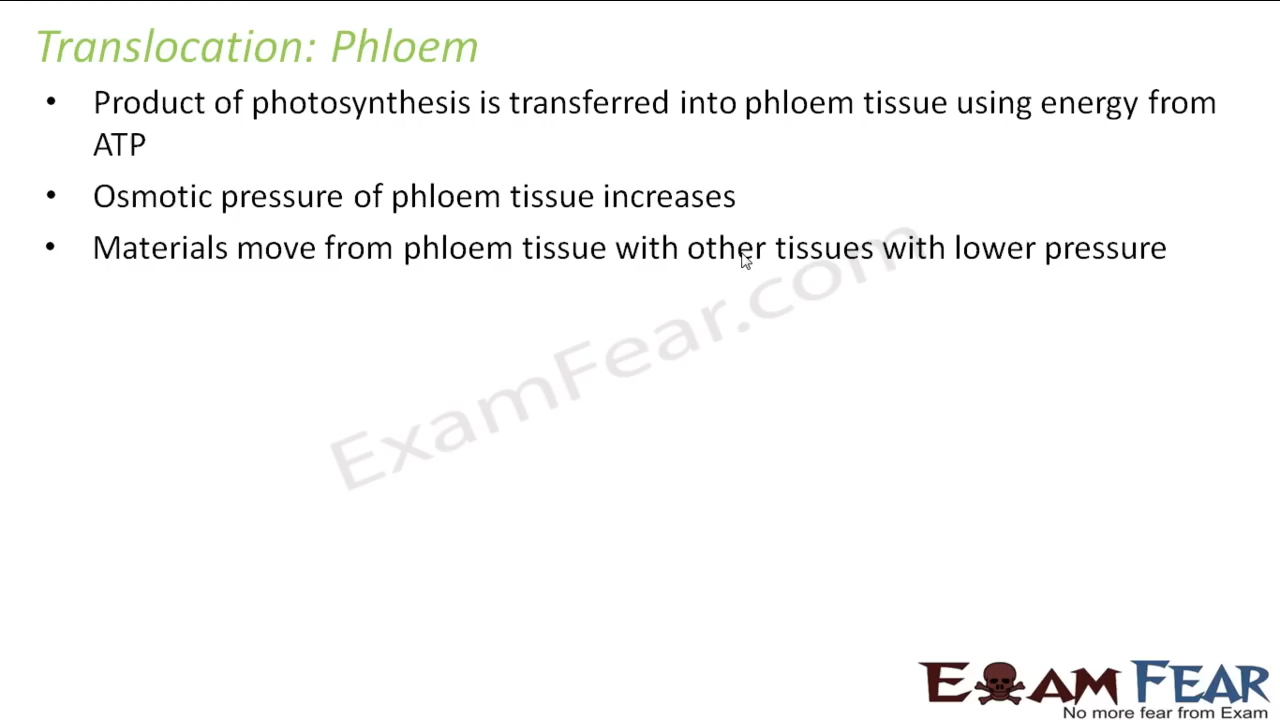 Translocation: Phloem
• Product of photosynthesis is transferred into phloem tissue using energy from
ATP
• Osmotic pressure of phloem tissue increases
• Materials move from phloem tissue with other tissues with lower pressure
ExamFear.com
EXAM FEAR
No more fear from Exam